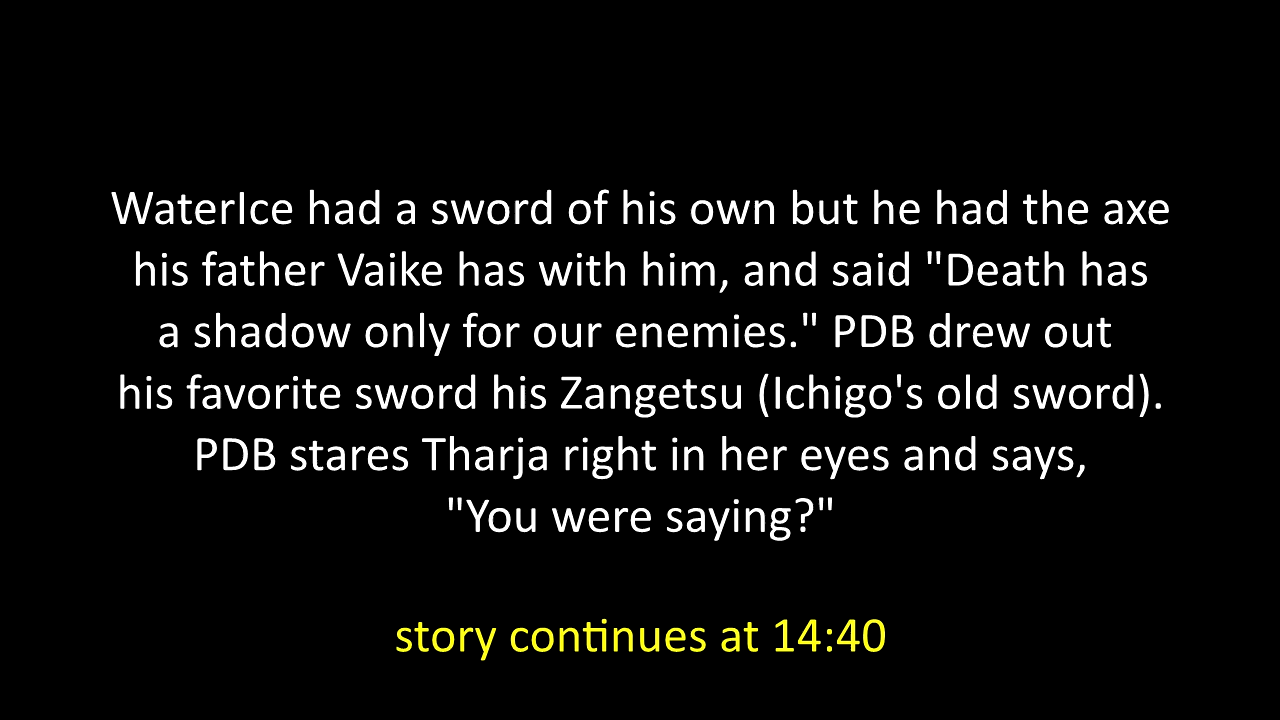 WaterIce had a sword of his own but he had the axe
his father Vaike has with him, and said "Death has
a shadow only for our enemies." PDB drew out
his favorite sword his Zangetsu (Ichigo's old sword).
PDB stares Tharja right in her eyes and says,
"You were saying?"
story continues at 14:40